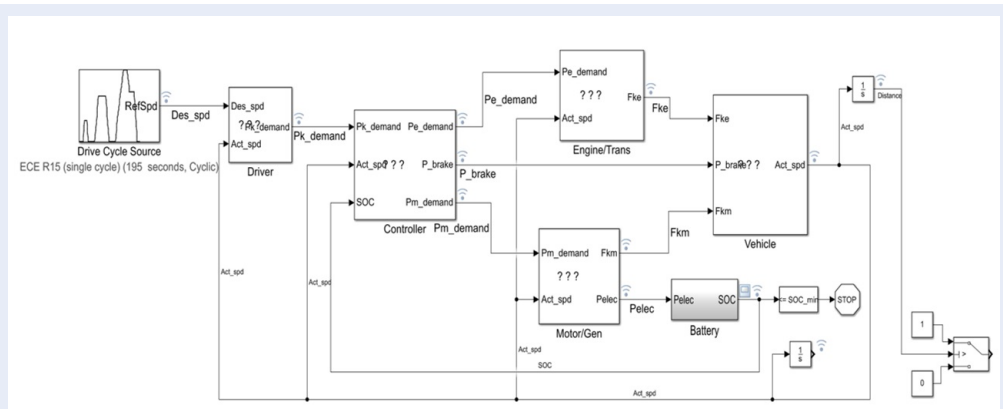 RefSpd
Des_spd
Drive Cycle Source
ECE R15 (single cycle) (195 seconds, Cyclic)
Des_spd
???
Pk_demand
Act_spd
Driver
Pk_demand
Pk_demand
Pe_demand
Act_spd
???
P_brake
SOC
Pm_demand
Controller
Pe_demand
P_brake
Pm_demand
Pe_demand
???
Fke
Act_spd
Engine/Trans
Fke
Pm_demand
Fkm
???
Act_spd
Pelec
Motor/Gen
Fkm
Pelec
Fke
P_brake
???
Act_spd
Fkm
Vehicle
Pelec
SOC
Battery
<= SOC_min
STOP
1
s
Distance
Act_spd
1
s
1
>
0
Act_spd
Act_spd
Act_spd
SOC
Act_spd